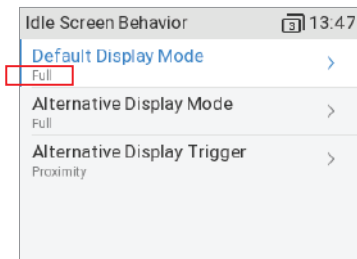 Idle Screen Behavior 3 13:47
Default Display Mode
Full
Alternative Display Mode
Full
Alternative Display Trigger
Proximity